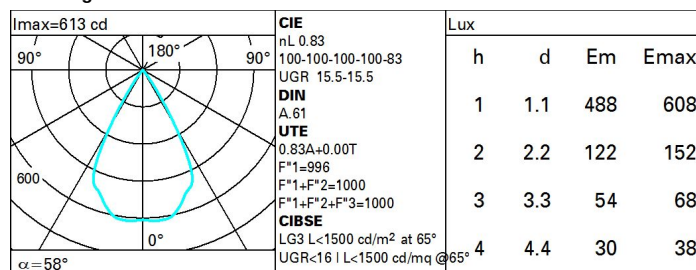 Imax=613 cd
90° 180° 90°
600
0°
α=58°
CIE
nL 0.83
100-100-100-100-83
UGR 15.5-15.5
DIN
A.61
UTE
0.83A+0.00T
F"1=996
F"1+F"2=1000
F"1+F"2+F"3=1000
CIBSE
LG3 L<1500 cd/m² at 65°
UGR<16 | L<1500 cd/mq @65°
Lux
h d Em Emax
1 1.1 488 608
2 2.2 122 152
3 3.3 54 68
4 4.4 30 38